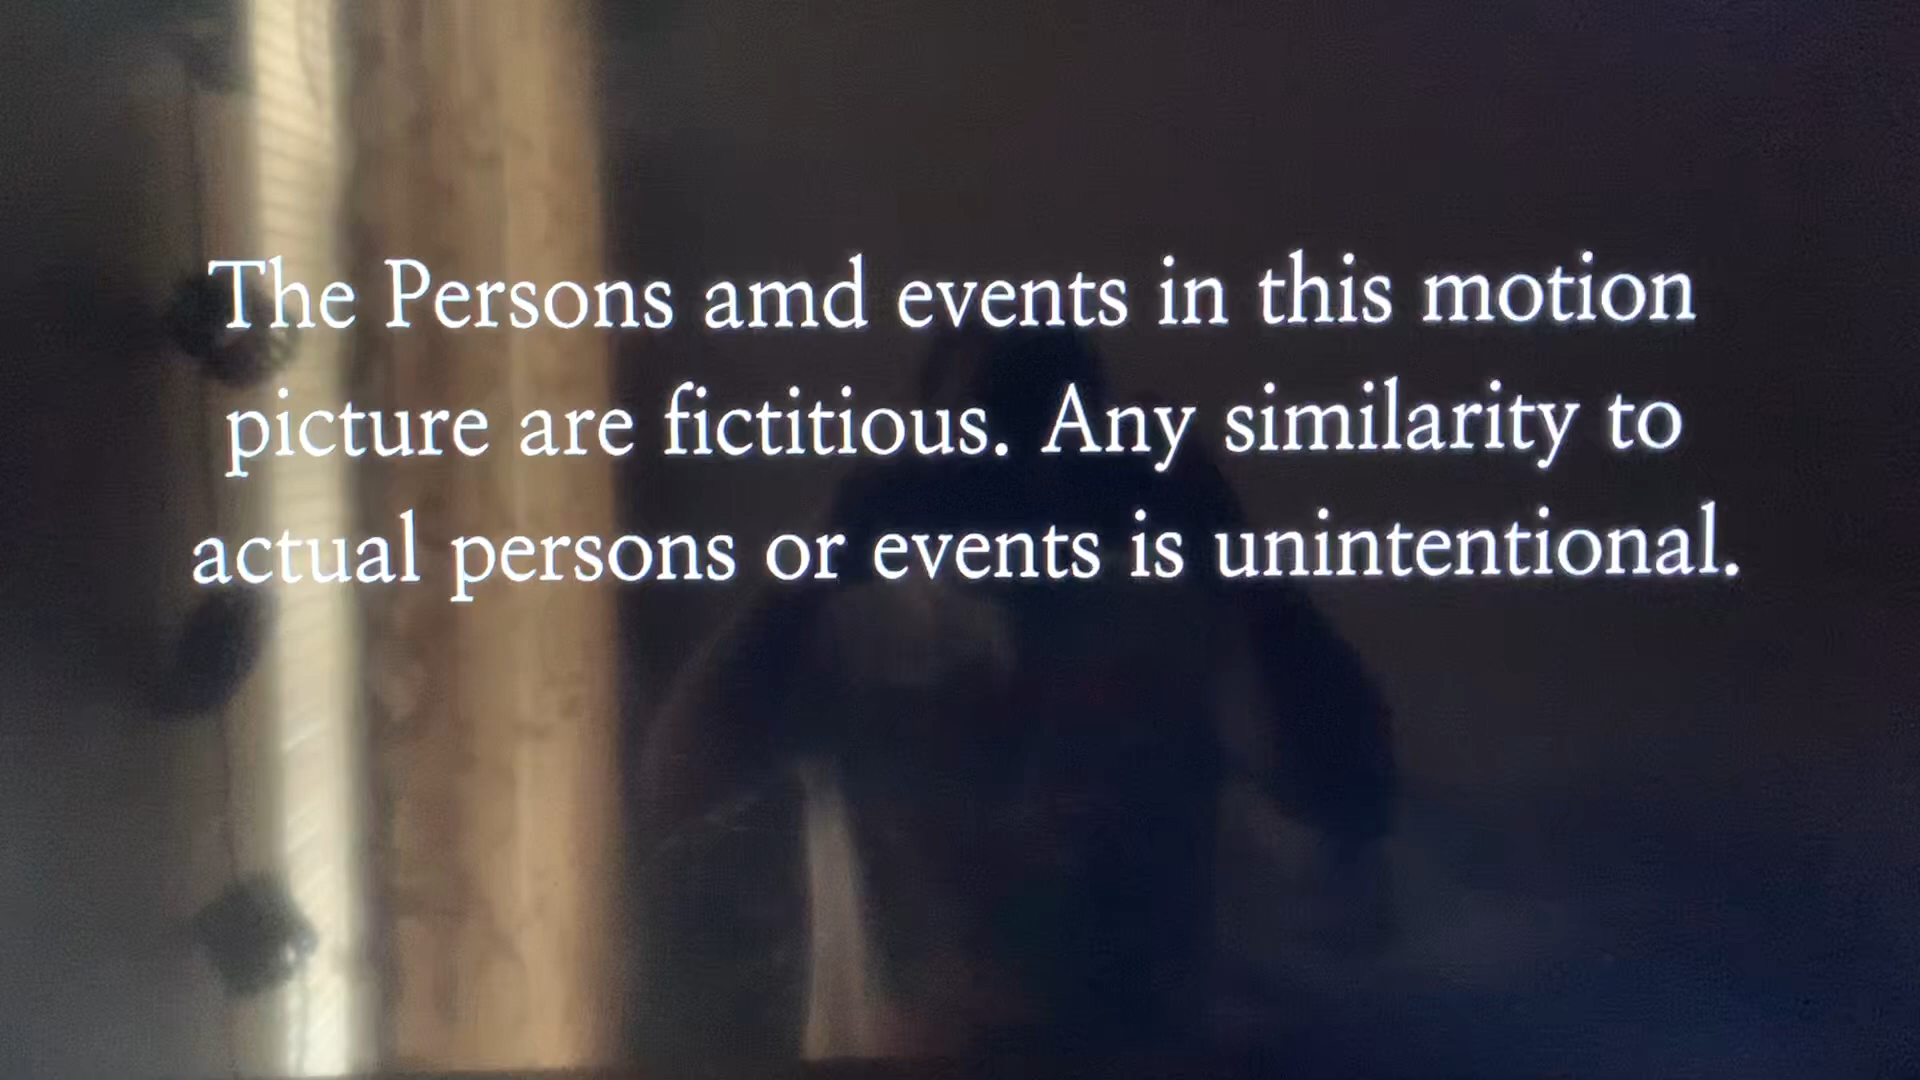 The Persons amd events in this motion
picture are fictitious. Any similarity to
actual persons or events is unintentional.